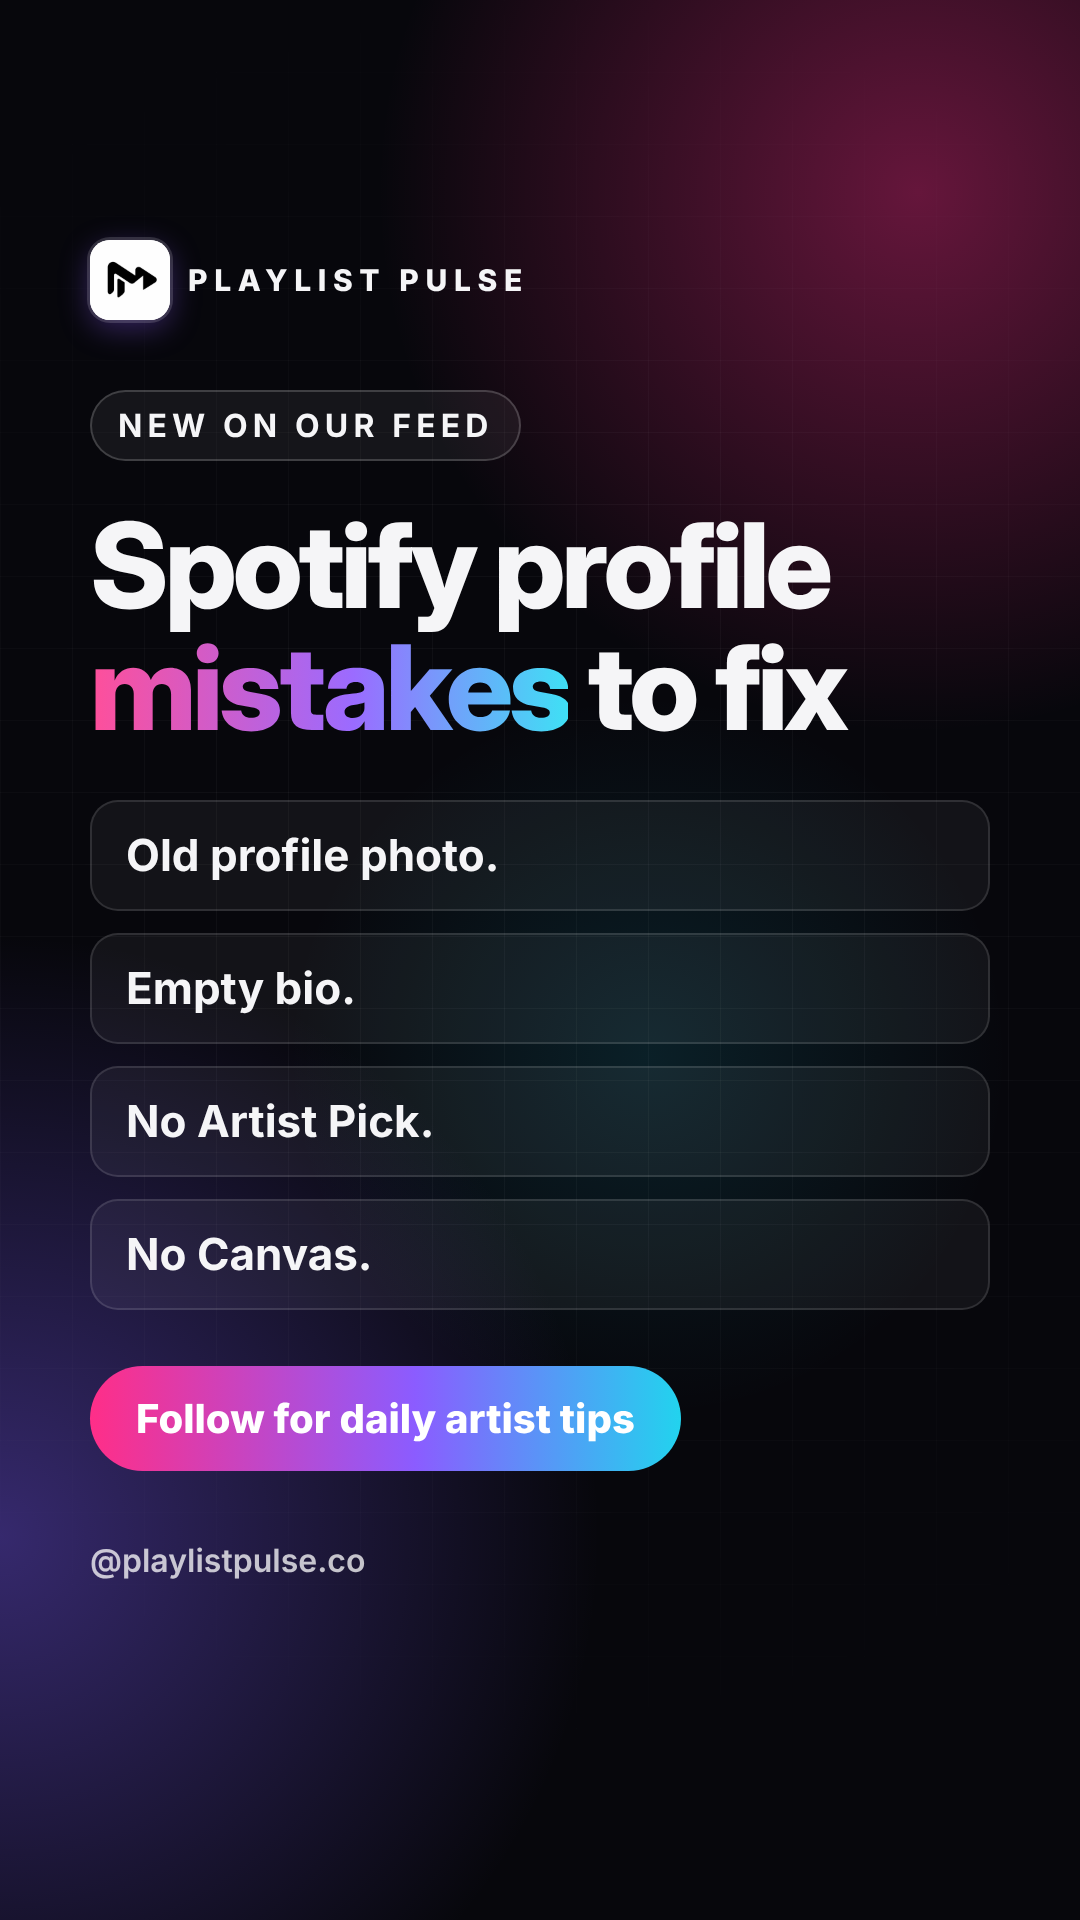 PLAYLIST PULSE
NEW ON OUR FEED
Spotify profile
mistakes to fix
Old profile photo.
Empty bio.
No Artist Pick.
No Canvas.
Follow for daily artist tips
@playlistpulse.co